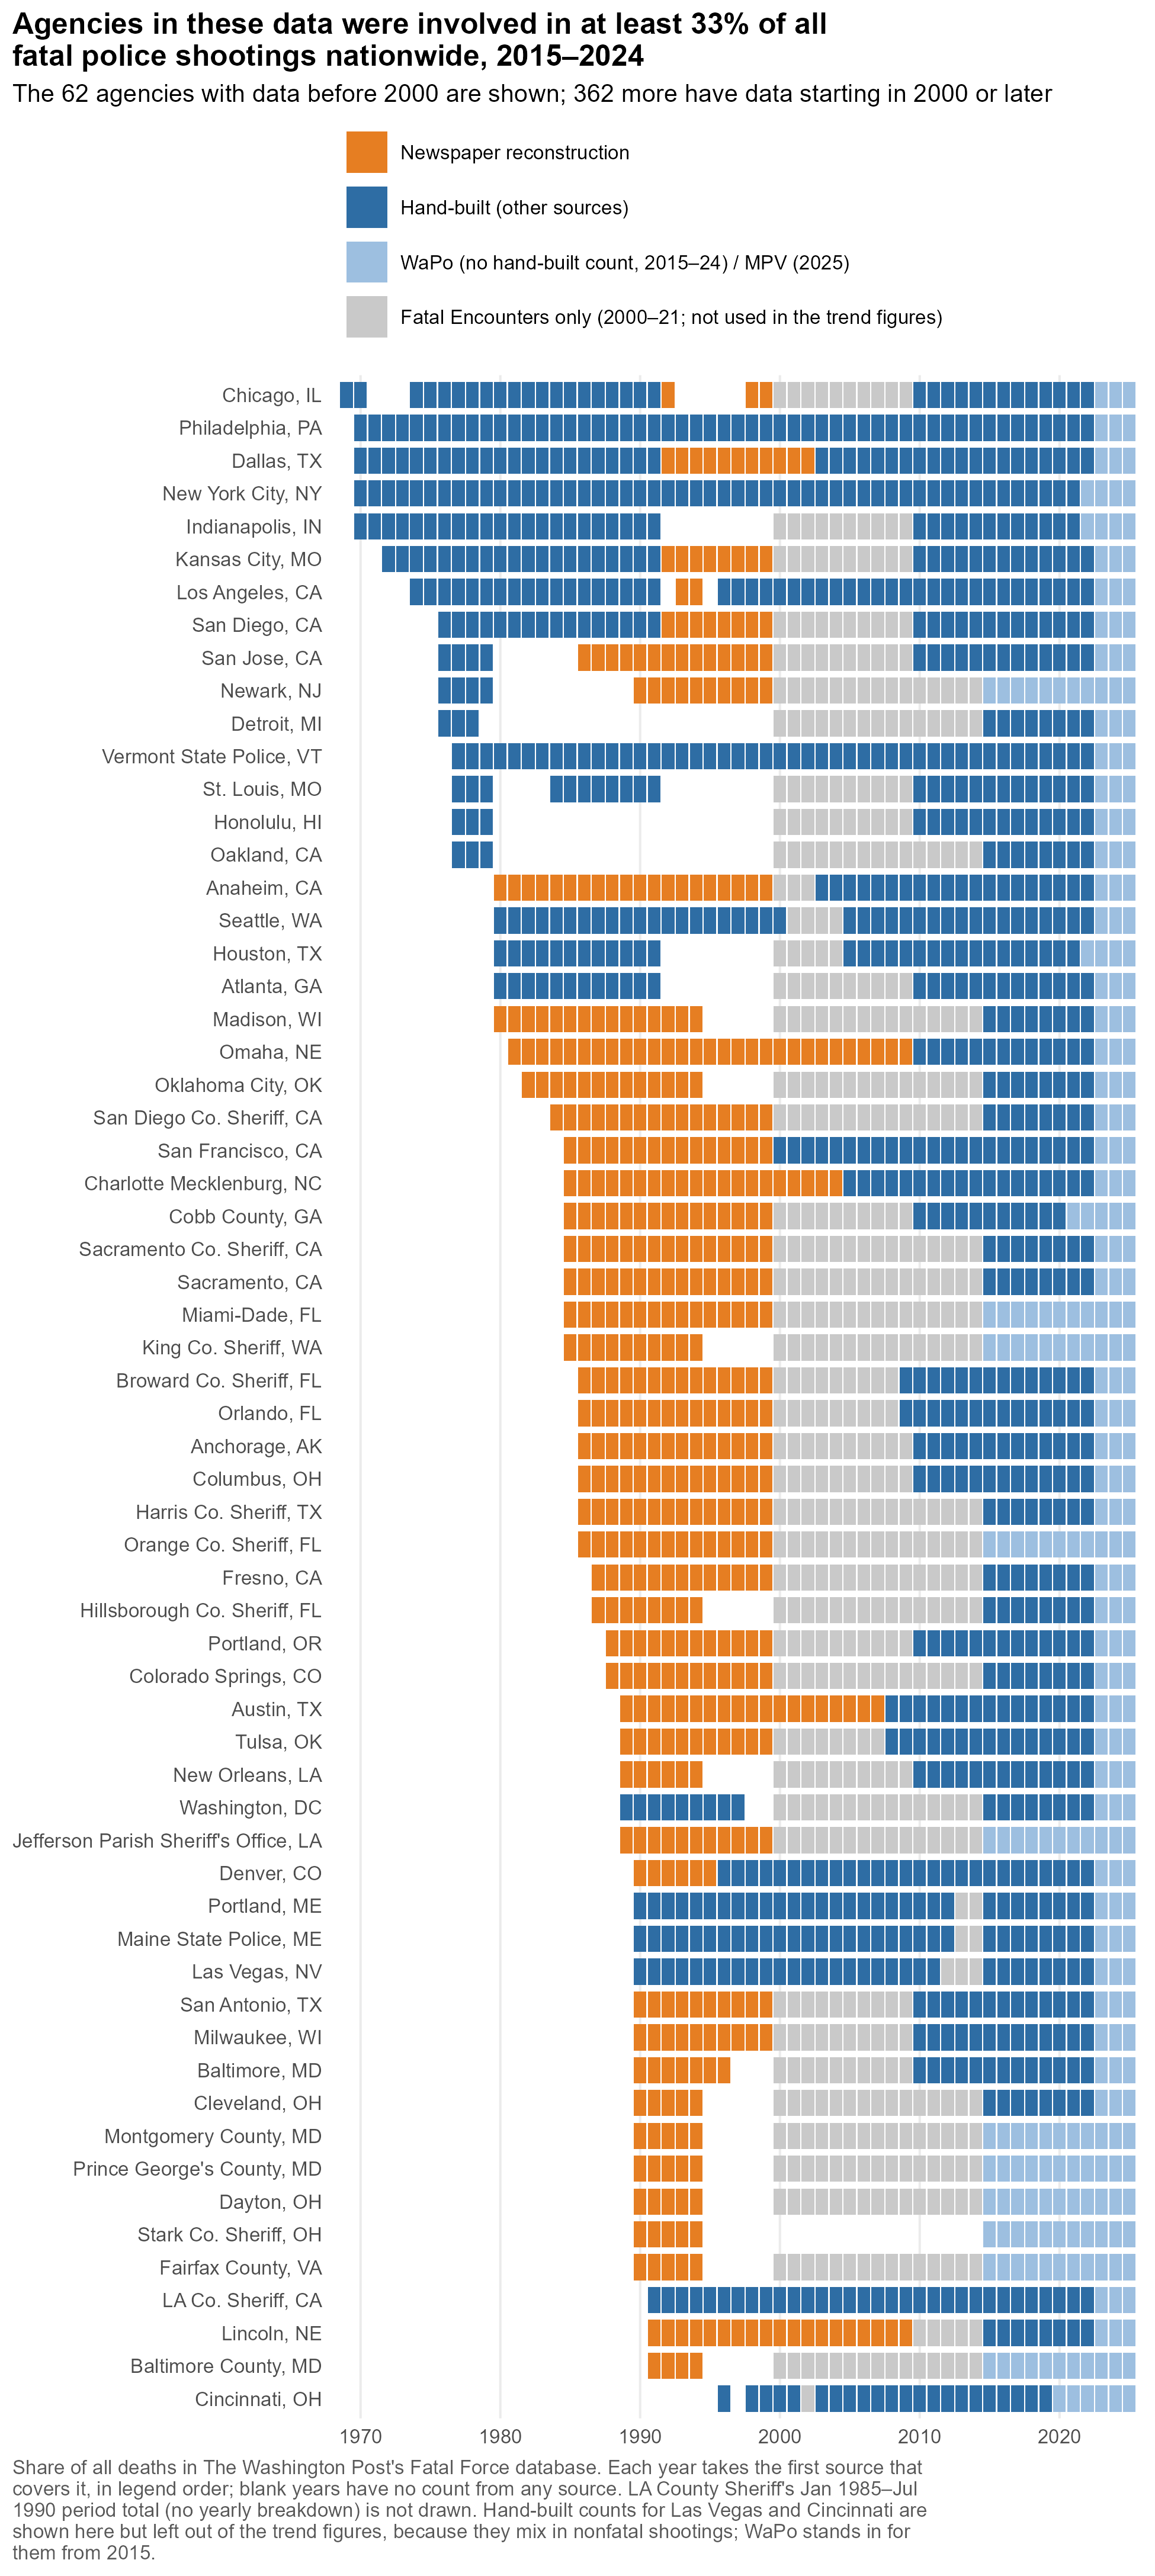 Agencies in these data were involved in at least 33% of all
fatal police shootings nationwide, 2015–2024
The 62 agencies with data before 2000 are shown; 362 more have data starting in 2000 or later
Newspaper reconstruction
Hand-built (other sources)
WaPo (no hand-built count, 2015–24) / MPV (2025)
Fatal Encounters only (2000–21; not used in the trend figures)
Chicago, IL
Philadelphia, PA
Dallas, TX
New York City, NY
Indianapolis, IN
Kansas City, MO
Los Angeles, CA
San Diego, CA
San Jose, CA
Newark, NJ
Detroit, MI
Vermont State Police, VT
St. Louis, MO
Honolulu, HI
Oakland, CA
Anaheim, CA
Seattle, WA
Houston, TX
Atlanta, GA
Madison, WI
Omaha, NE
Oklahoma City, OK
San Diego Co. Sheriff, CA
San Francisco, CA
Charlotte Mecklenburg, NC
Cobb County, GA
Sacramento Co. Sheriff, CA
Sacramento, CA
Miami-Dade, FL
King Co. Sheriff, WA
Broward Co. Sheriff, FL
Orlando, FL
Anchorage, AK
Columbus, OH
Harris Co. Sheriff, TX
Orange Co. Sheriff, FL
Fresno, CA
Hillsborough Co. Sheriff, FL
Portland, OR
Colorado Springs, CO
Austin, TX
Tulsa, OK
New Orleans, LA
Washington, DC
Jefferson Parish Sheriff's Office, LA
Denver, CO
Portland, ME
Maine State Police, ME
Las Vegas, NV
San Antonio, TX
Milwaukee, WI
Baltimore, MD
Cleveland, OH
Montgomery County, MD
Prince George's County, MD
Dayton, OH
Stark Co. Sheriff, OH
Fairfax County, VA
LA Co. Sheriff, CA
Lincoln, NE
Baltimore County, MD
Cincinnati, OH
1970 1980 1990 2000 2010 2020
Share of all deaths in The Washington Post's Fatal Force database. Each year takes the first source that
covers it, in legend order; blank years have no count from any source. LA County Sheriff's Jan 1985–Jul
1990 period total (no yearly breakdown) is not drawn. Hand-built counts for Las Vegas and Cincinnati are
shown here but left out of the trend figures, because they mix in nonfatal shootings; WaPo stands in for
them from 2015.